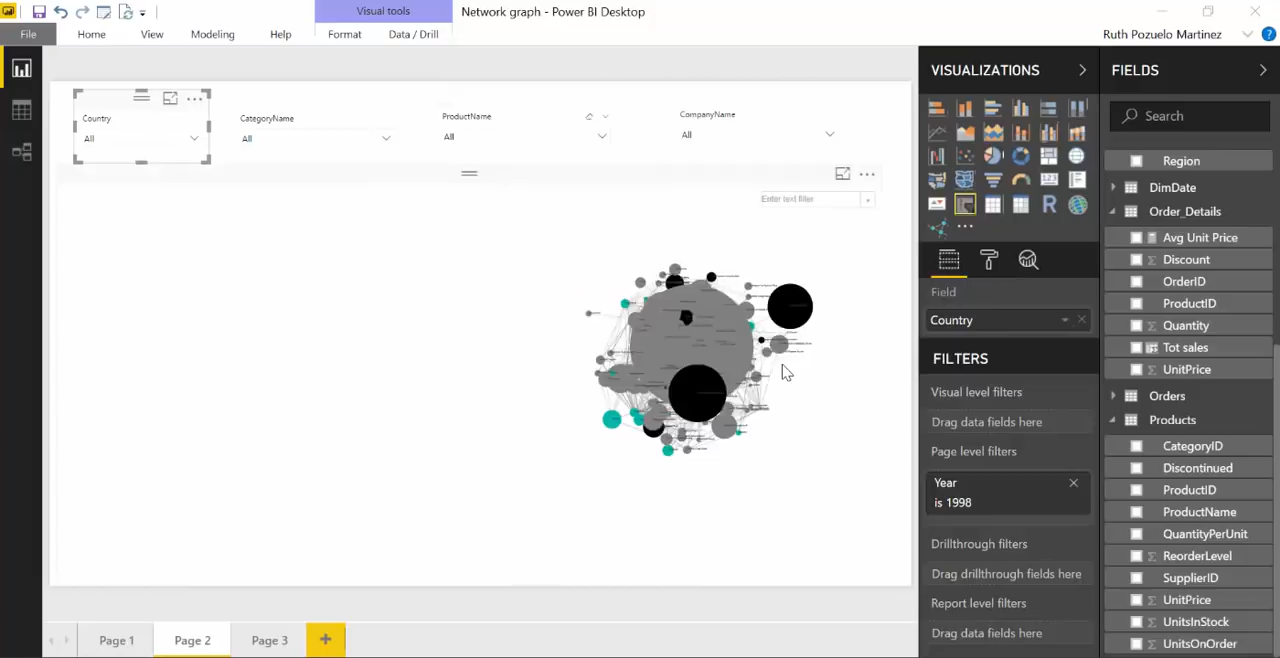 Visual tools
Network graph - Power BI Desktop
File
Home
View
Modeling
Help
Format
Data / Drill
Ruth Pozuelo Martinez
?
Country
All
CategoryName
All
ProductName
All
CompanyName
All
Enter text filter
VISUALIZATIONS
123
R
Field
Country
FILTERS
Visual level filters
Drag data fields here
Page level filters
Year
is 1998
Drillthrough filters
Drag drillthrough fields here
Report level filters
Drag data fields here
FIELDS
Search
Region
DimDate
Order_Details
Avg Unit Price
Σ Discount
OrderID
ProductID
Σ Quantity
Tot sales
Σ UnitPrice
Orders
Products
CategoryID
Discontinued
ProductID
ProductName
QuantityPerUnit
Σ ReorderLevel
SupplierID
Σ UnitPrice
Σ UnitsInStock
Σ UnitsOnOrder
Page 1
Page 2
Page 3
+